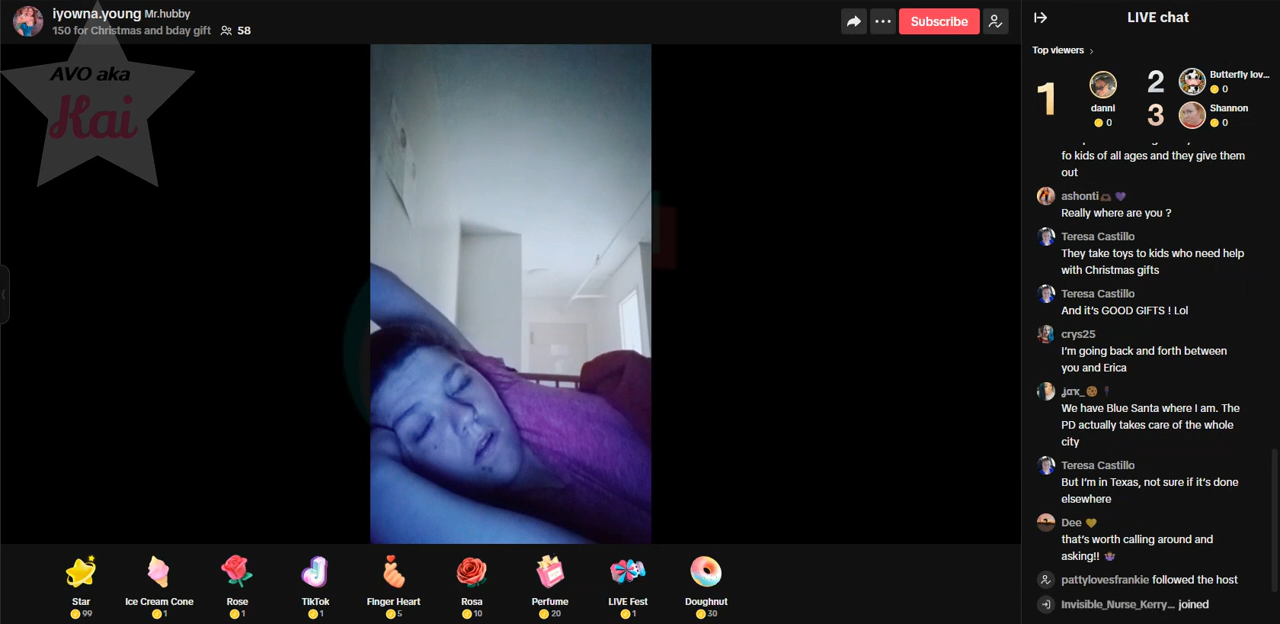 iyowna.young Mr.hubby
150 for Christmas and bday gift 58
Subscribe
AVO aka
Kai
LIVE chat
Top viewers
1
danni
0
2
Butterfly lov...
0
3
Shannon
0
fo kids of all ages and they give them
out
ashonti
Really where are you ?
Teresa Castillo
They take toys to kids who need help
with Christmas gifts
Teresa Castillo
And it's GOOD GIFTS ! Lol
crys25
I'm going back and forth between
you and Erica
We have Blue Santa where I am. The
PD actually takes care of the whole
city
Teresa Castillo
But I'm in Texas, not sure if it's done
elsewhere
Dee
that's worth calling around and
asking!!
pattylovesfrankie followed the host
Invisible_Nurse_Kerry... joined
Star
99
Ice Cream Cone
1
Rose
1
TikTok
1
Finger Heart
5
Rosa
10
Perfume
20
LIVE Fest
1
Doughnut
30